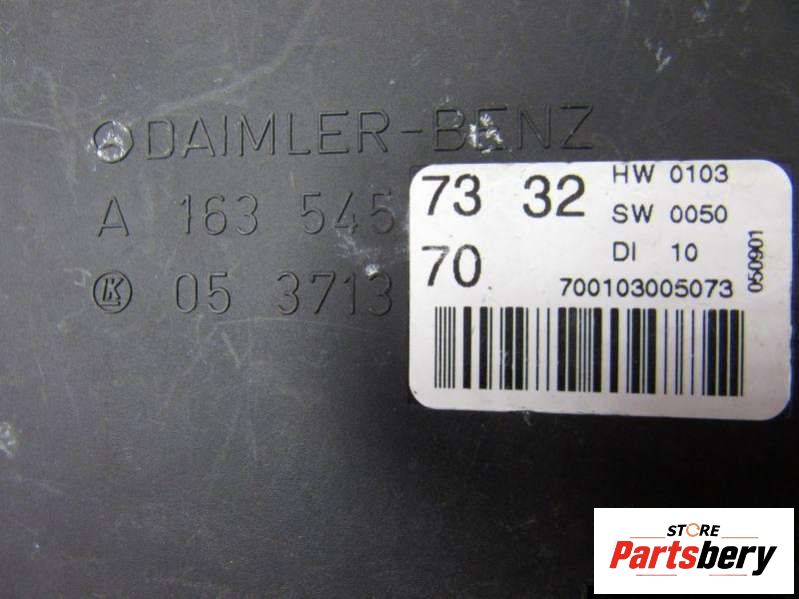 DAIMLER-BENZ
A 163 545 73 32
LK 05 3713 70
HW 0103
SW 0050
DI 10
700103005073
050901
STORE
Partsbery